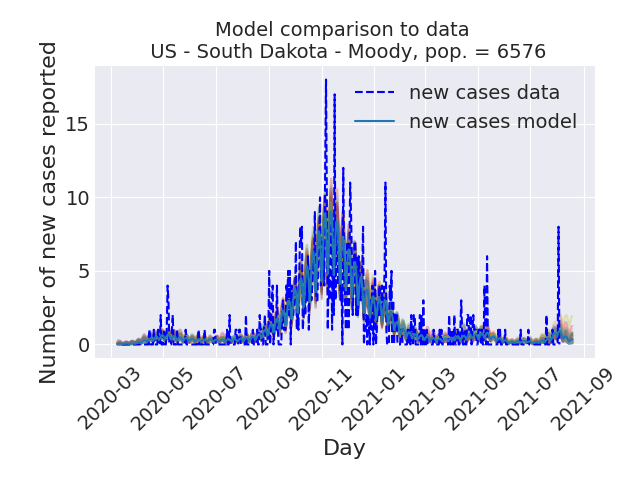 Model comparison to data
US - South Dakota - Moody, pop. = 6576
Number of new cases reported
new cases data
new cases model
15
10
5
0
2020-03
2020-05
2020-07
2020-09
2020-11
2021-01
2021-03
2021-05
2021-07
2021-09
Day